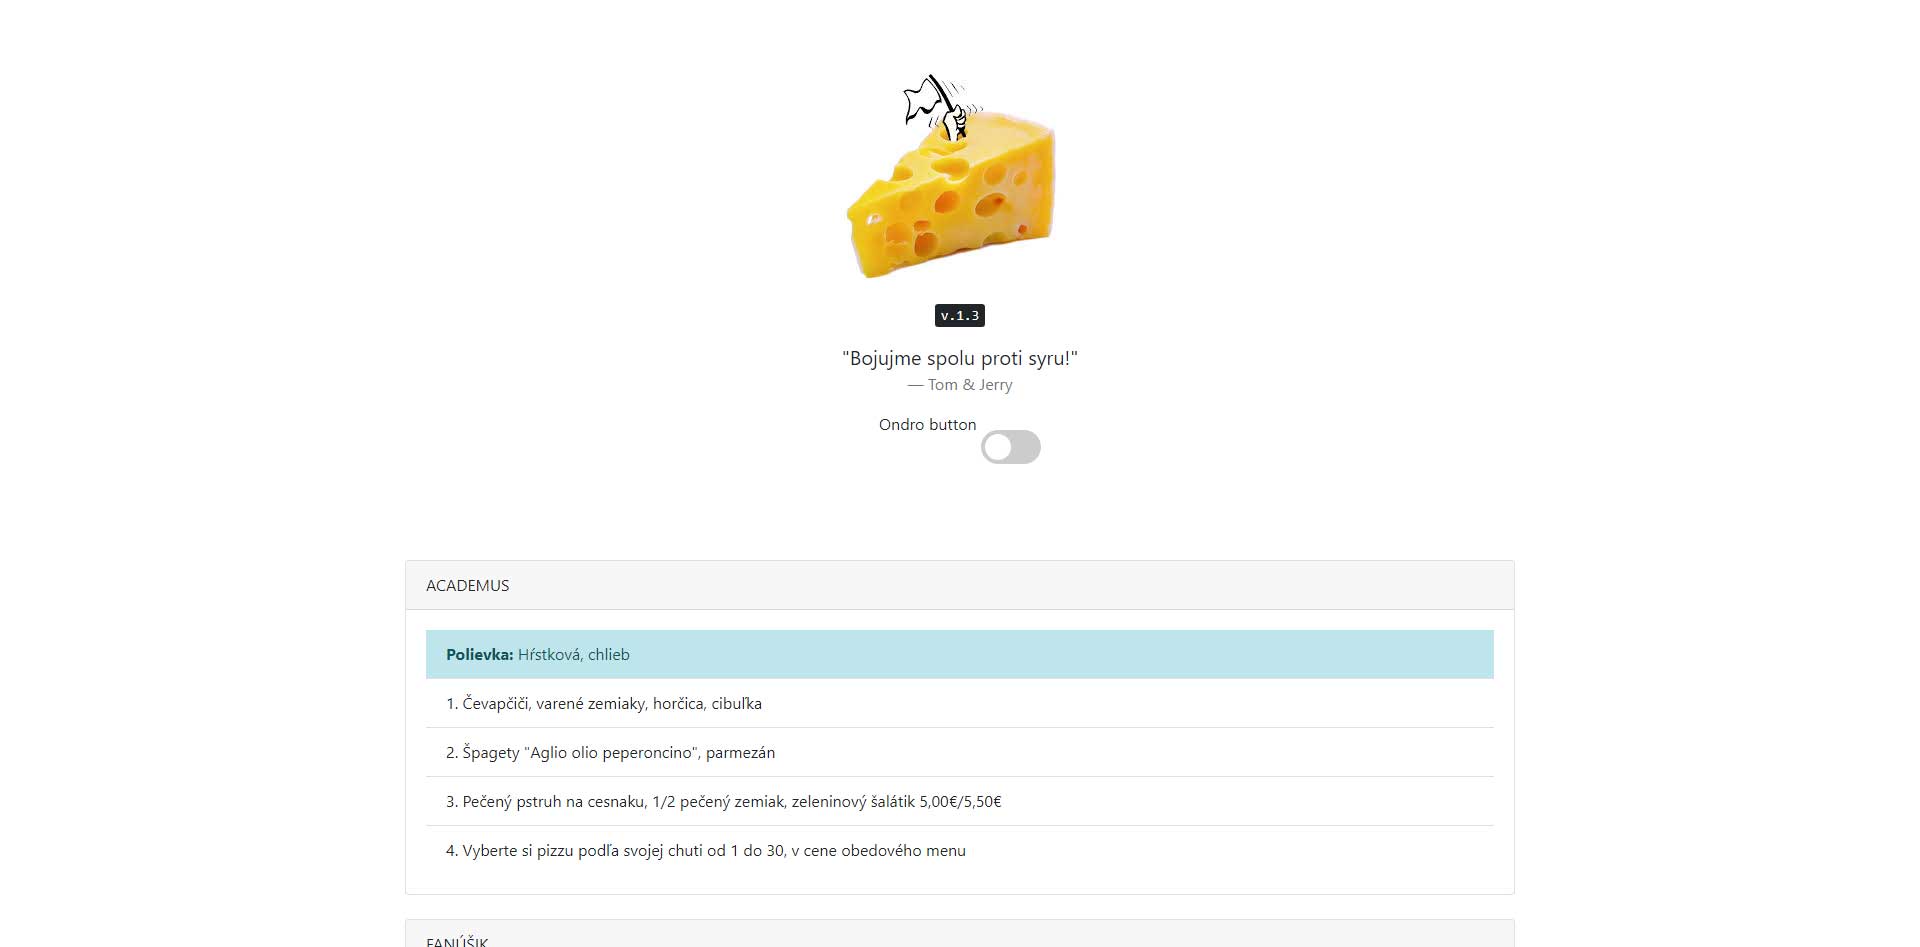 v.1.3
"Bojujme spolu proti syru!"
— Tom & Jerry
Ondro button
ACADEMUS
Polievka: Hŕstková, chlieb
1. Čevapčiči, varené zemiaky, horčica, cibuľka
2. Špagety "Aglio olio peperoncino", parmezán
3. Pečený pstruh na cesnaku, 1/2 pečený zemiak, zeleninový šalátik 5,00€/5,50€
4. Vyberte si pizzu podľa svojej chuti od 1 do 30, v cene obedového menu
FANÚŠIK